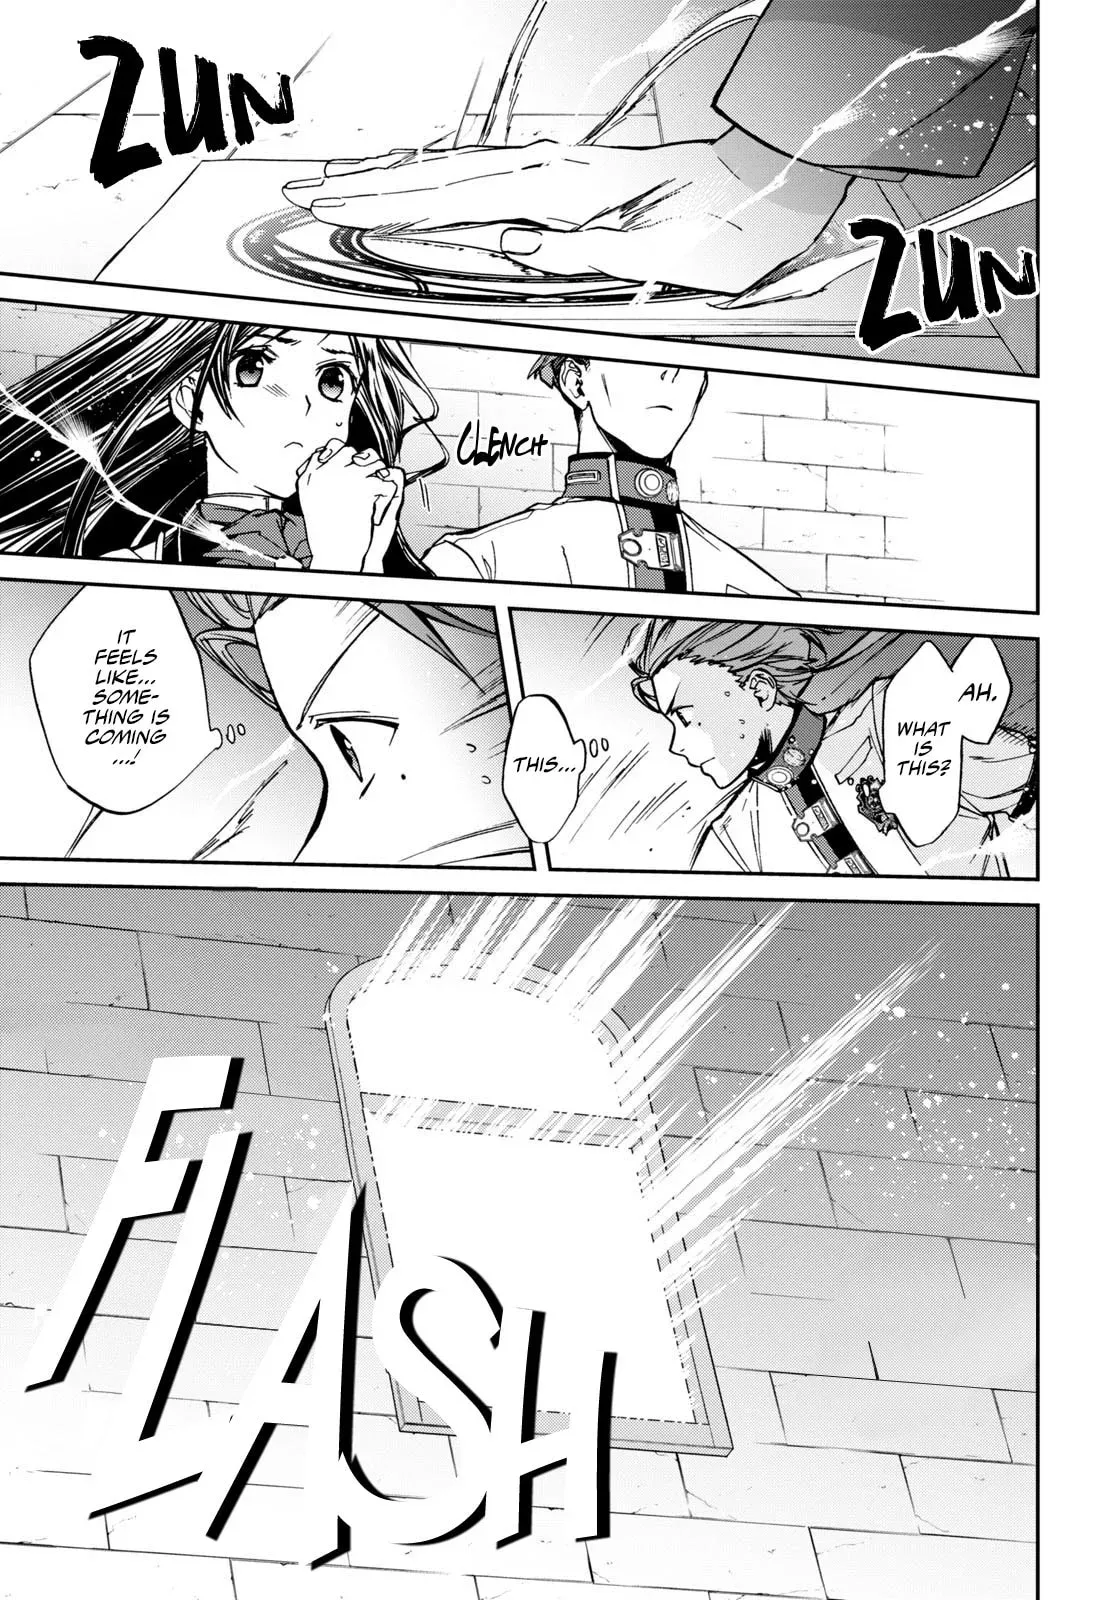 ZUN
ZUN
CLENCH
AH.
WHAT
IS
THIS?
THIS...
IT
FEELS
LIKE...
SOME-
THING IS
COMING
...!
FLASH